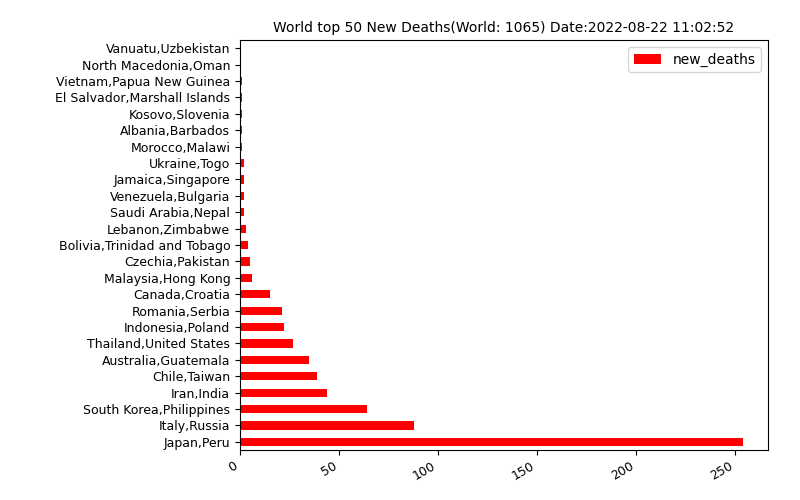 World top 50 New Deaths(World: 1065) Date:2022-08-22 11:02:52
new_deaths
Vanuatu,Uzbekistan
North Macedonia,Oman
Vietnam,Papua New Guinea
El Salvador,Marshall Islands
Kosovo,Slovenia
Albania,Barbados
Morocco,Malawi
Ukraine,Togo
Jamaica,Singapore
Venezuela,Bulgaria
Saudi Arabia,Nepal
Lebanon,Zimbabwe
Bolivia,Trinidad and Tobago
Czechia,Pakistan
Malaysia,Hong Kong
Canada,Croatia
Romania,Serbia
Indonesia,Poland
Thailand,United States
Australia,Guatemala
Chile,Taiwan
Iran,India
South Korea,Philippines
Italy,Russia
Japan,Peru
0 50 100 150 200 250